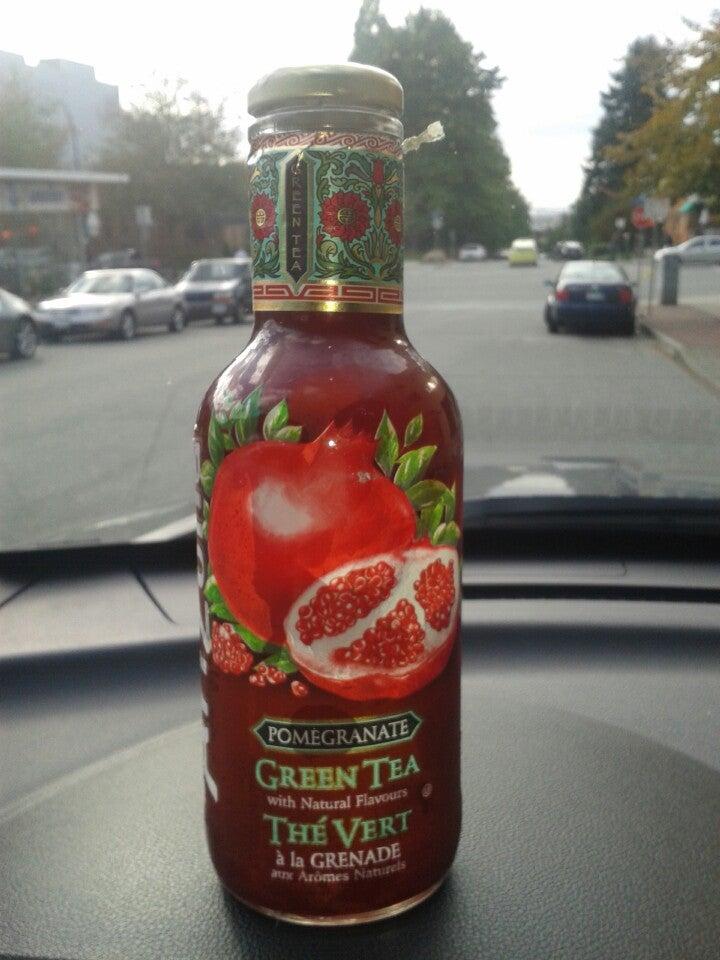 GREEN TEA
POMEGRANATE
GREEN TEA
with Natural Flavours
THÉ VERT
à la GRENADE
aux Arômes Naturels